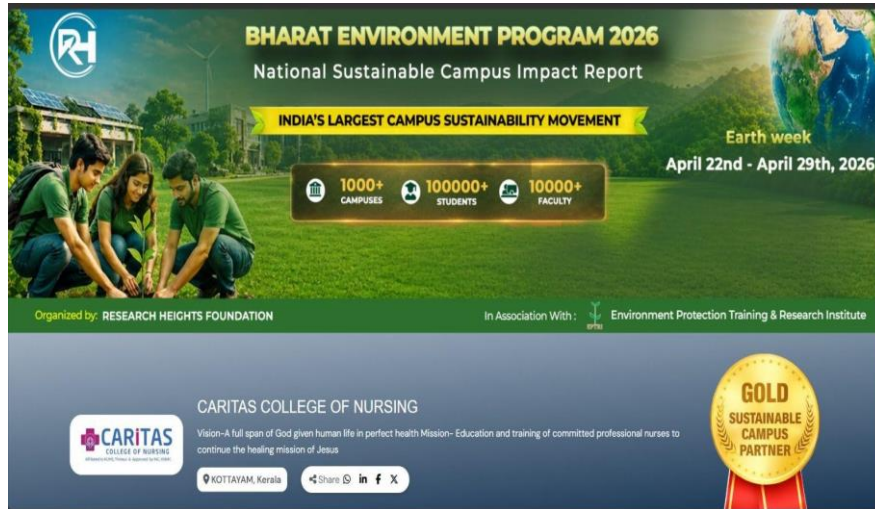 RH
BHARAT ENVIRONMENT PROGRAM 2026
National Sustainable Campus Impact Report
INDIA'S LARGEST CAMPUS SUSTAINABILITY MOVEMENT
Earth week
April 22nd - April 29th, 2026
1000+
CAMPUSES
100000+
STUDENTS
10000+
FACULTY
Organized by: RESEARCH HEIGHTS FOUNDATION
In Association With :
EPTRI
Environment Protection Training & Research Institute
CARITAS COLLEGE OF NURSING
Vision-A full span of God given human life in perfect health Mission- Education and training of committed professional nurses to
continue the healing mission of Jesus
CARiTAS
COLLEGE OF NURSING
KOTTAYAM, Kerala
Share in f X
GOLD
SUSTAINABLE
CAMPUS
PARTNER